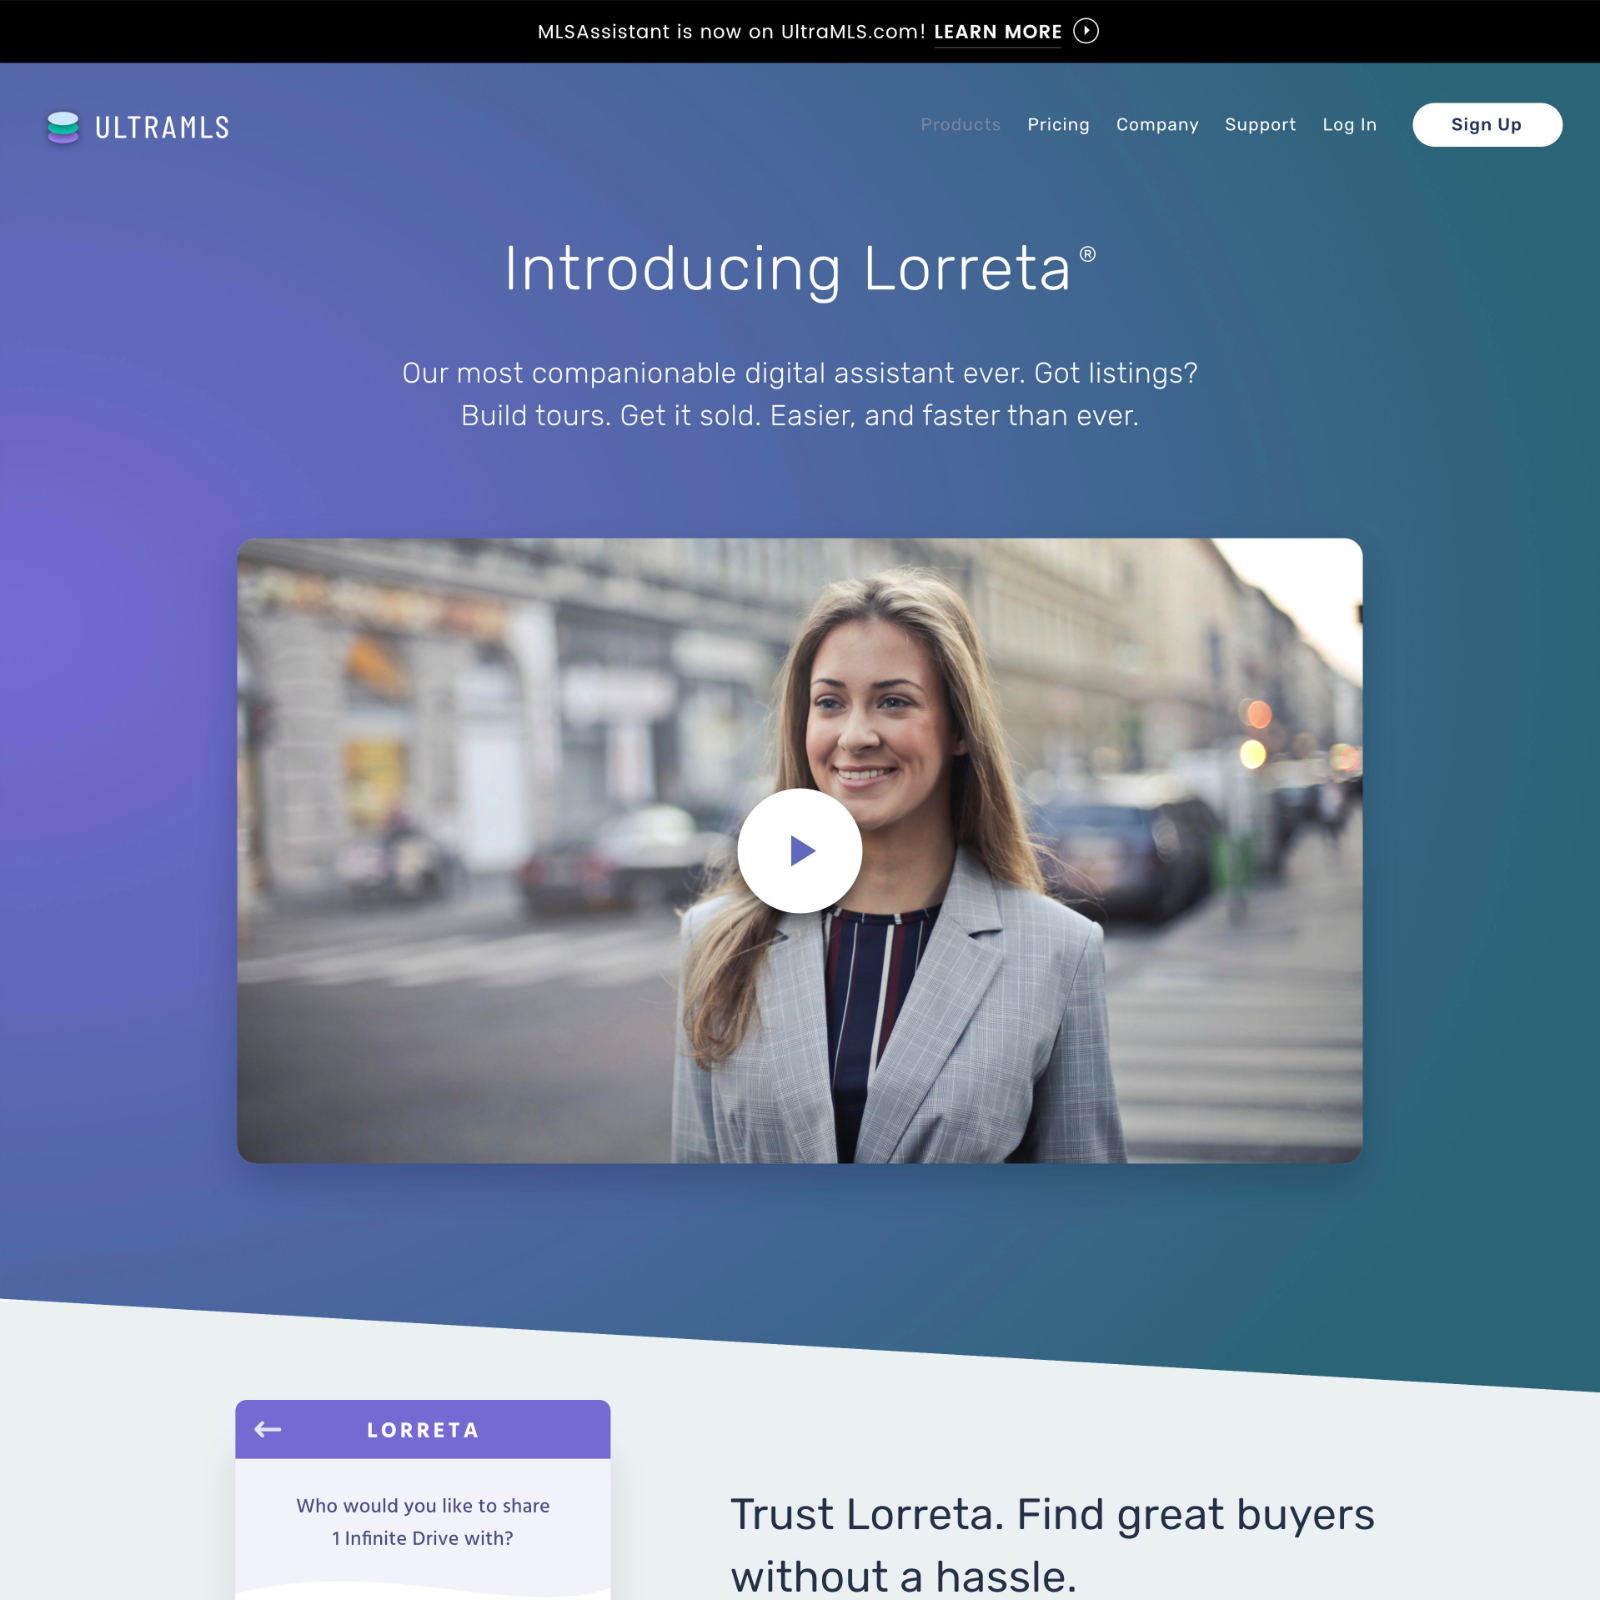 MLSAssistant is now on UltraMLS.com! LEARN MORE
ULTRAMLS
Products Pricing Company Support Log In Sign Up
Introducing Lorreta®
Our most companionable digital assistant ever. Got listings?
Build tours. Get it sold. Easier, and faster than ever.
LORRETA
Who would you like to share
1 Infinite Drive with?
Trust Lorreta. Find great buyers
without a hassle.